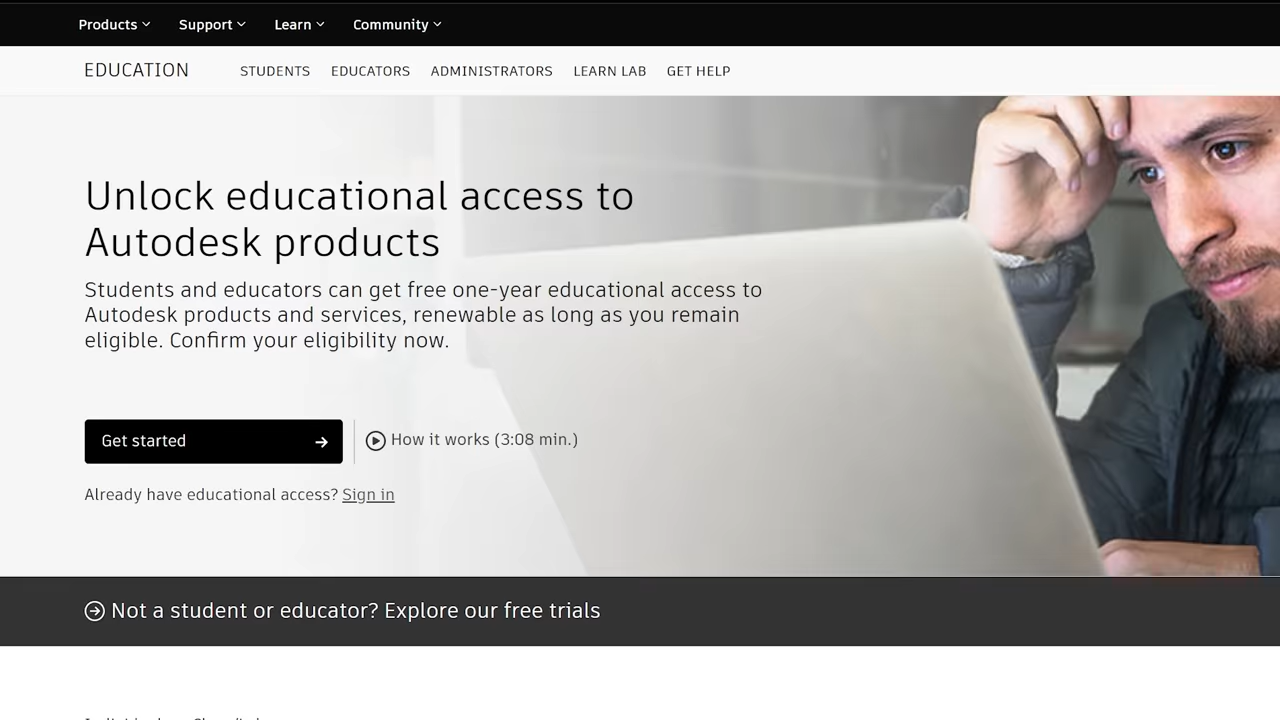 Products Support Learn Community
EDUCATION STUDENTS EDUCATORS ADMINISTRATORS LEARN LAB GET HELP
Unlock educational access to
Autodesk products
Students and educators can get free one-year educational access to
Autodesk products and services, renewable as long as you remain
eligible. Confirm your eligibility now.
Get started
How it works (3:08 min.)
Already have educational access? Sign in
Not a student or educator? Explore our free trials